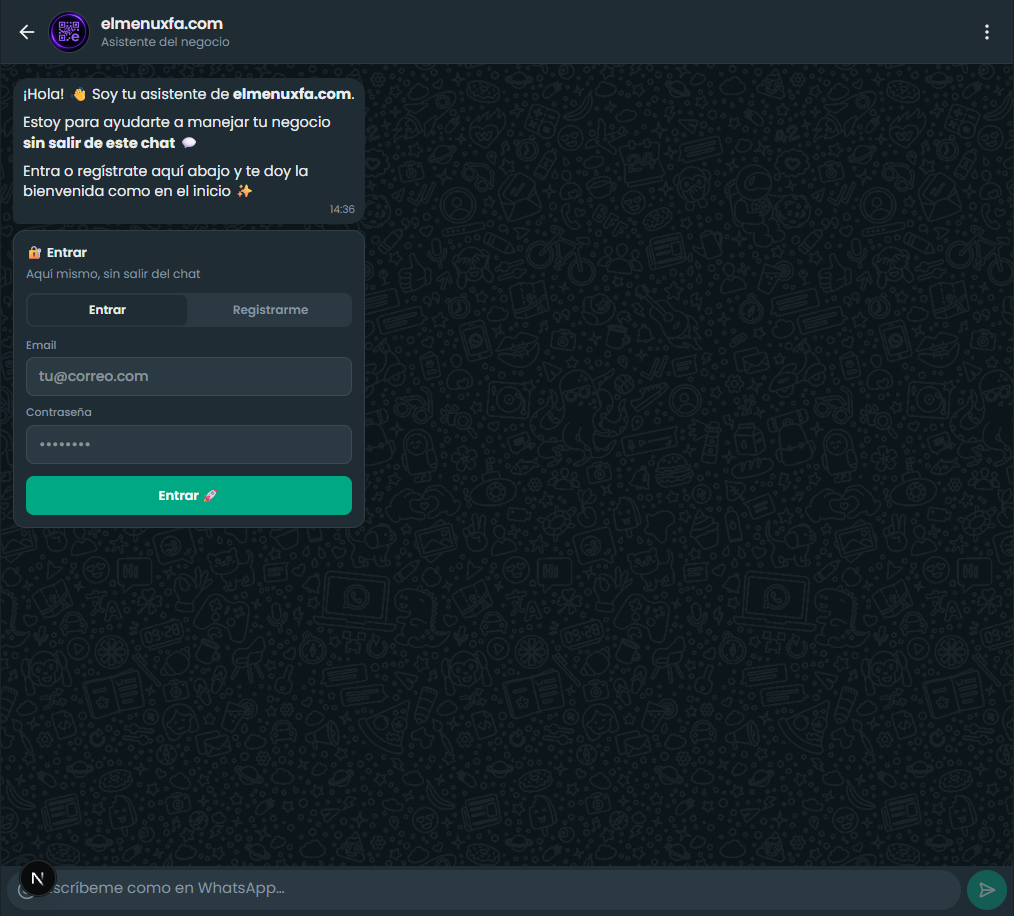 elmenuxfa.com
Asistente del negocio
¡Hola! 👋 Soy tu asistente de elmenuxfa.com.
Estoy para ayudarte a manejar tu negocio
sin salir de este chat 💬
Entra o regístrate aquí abajo y te doy la
bienvenida como en el inicio ✨
14:36
🔐 Entrar
Aquí mismo, sin salir del chat
Entrar Registrarme
Email
tu@correo.com
Contraseña
••••••••
Entrar 🚀
N
scríbeme como en WhatsApp...